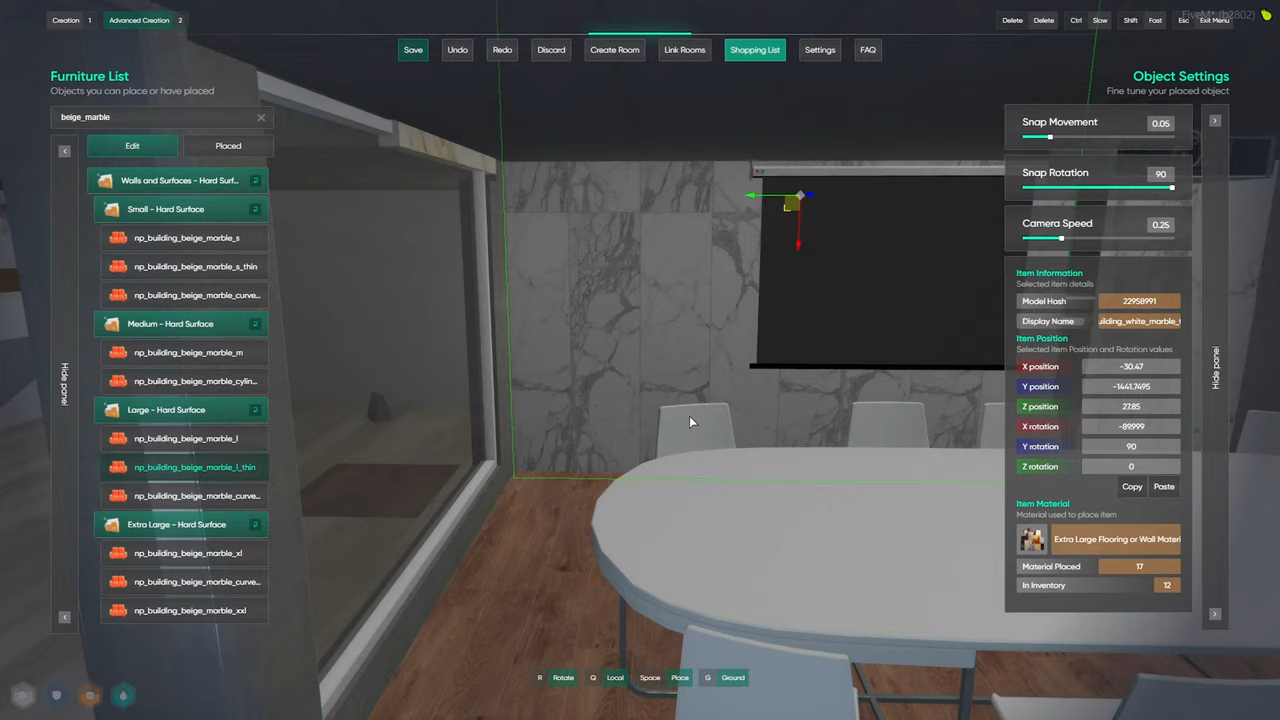 Creation 1 Advanced Creation 2
Delete Delete Ctrl Slow Shift Fast Esc Exit Menu
FiveM* (b2802)
Save Undo Redo Discard Create Room Link Rooms Shopping List Settings FAQ
Furniture List
Objects you can place or have placed
beige_marble
Edit Placed
Walls and Surfaces - Hard Surf...
Small - Hard Surface
np_building_beige_marble_s
np_building_beige_marble_s_thin
np_building_beige_marble_curve...
Medium - Hard Surface
np_building_beige_marble_m
np_building_beige_marble_cylin...
Large - Hard Surface
np_building_beige_marble_l
np_building_beige_marble_l_thin
np_building_beige_marble_curve...
Extra Large - Hard Surface
np_building_beige_marble_xl
np_building_beige_marble_curve...
np_building_beige_marble_xxl
Hide panel
Object Settings
Fine tune your placed object
Snap Movement 0.05
Snap Rotation 90
Camera Speed 0.25
Item Information
Selected item details
Model Hash 22958991
Display Name uilding_white_marble_t
Item Position
Selected item Position and Rotation values
X position -30.47
Y position -1441.7495
Z position 27.85
X rotation -89.999
Y rotation 90
Z rotation 0
Copy Paste
Item Material
Material used to place item
Extra Large Flooring or Wall Materi
Material Placed 17
In Inventory 12
Hide panel
R Rotate Q Local Space Place G Ground